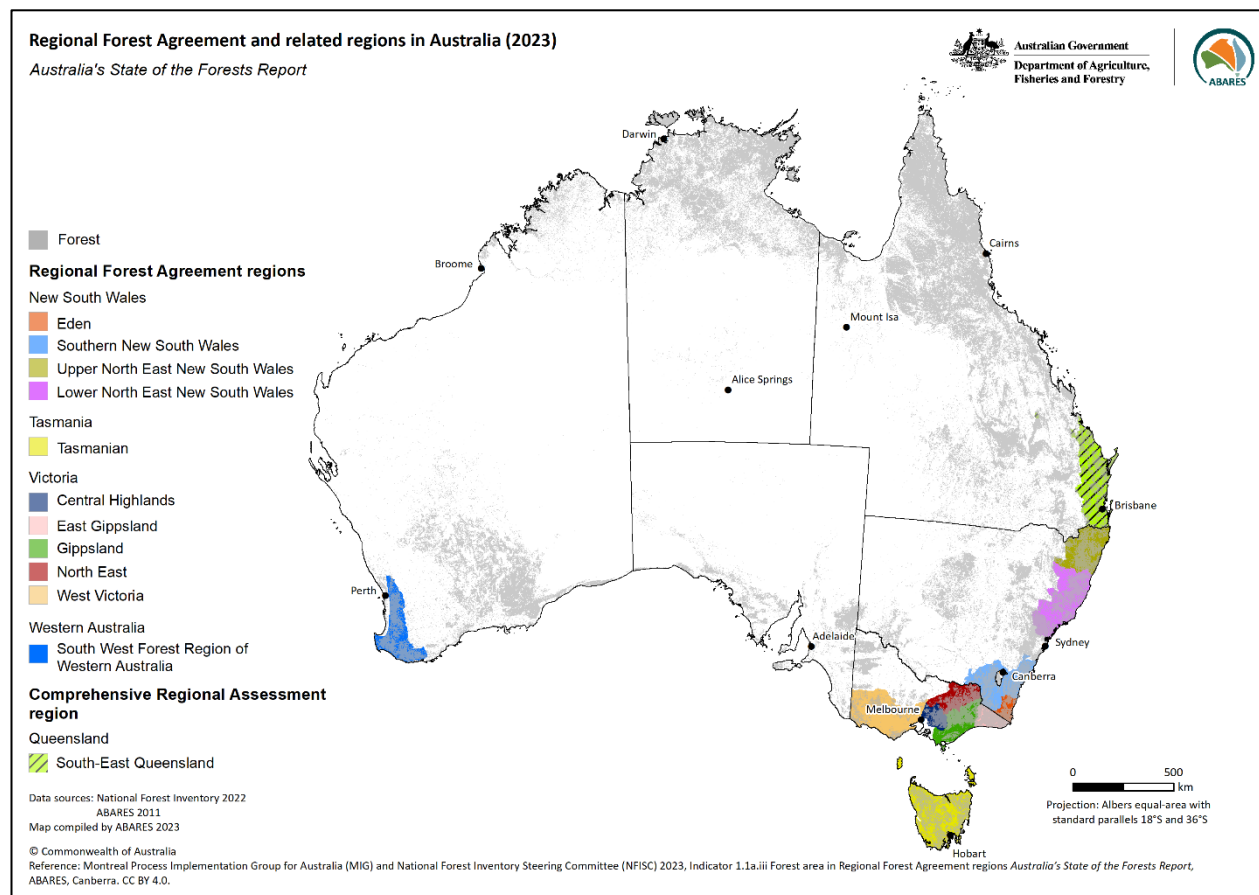 Regional Forest Agreement and related regions in Australia (2023)
Australia's State of the Forests Report
Australian Government
Department of Agriculture,
Fisheries and Forestry
ABARES
Forest
Regional Forest Agreement regions
New South Wales
Eden
Southern New South Wales
Upper North East New South Wales
Lower North East New South Wales
Tasmania
Tasmanian
Victoria
Central Highlands
East Gippsland
Gippsland
North East
West Victoria
Western Australia
South West Forest Region of
Western Australia
Comprehensive Regional Assessment
region
Queensland
South-East Queensland
Darwin
Broome
Cairns
Mount Isa
Alice Springs
Brisbane
Perth
Adelaide
Sydney
Canberra
Melbourne
Hobart
0 500
km
Projection: Albers equal-area with
standard parallels 18°S and 36°S
Data sources: National Forest Inventory 2022
ABARES 2011
Map compiled by ABARES 2023
© Commonwealth of Australia
Reference: Montreal Process Implementation Group for Australia (MIG) and National Forest Inventory Steering Committee (NFISC) 2023, Indicator 1.1a.iii Forest area in Regional Forest Agreement regions Australia's State of the Forests Report,
ABARES, Canberra. CC BY 4.0.